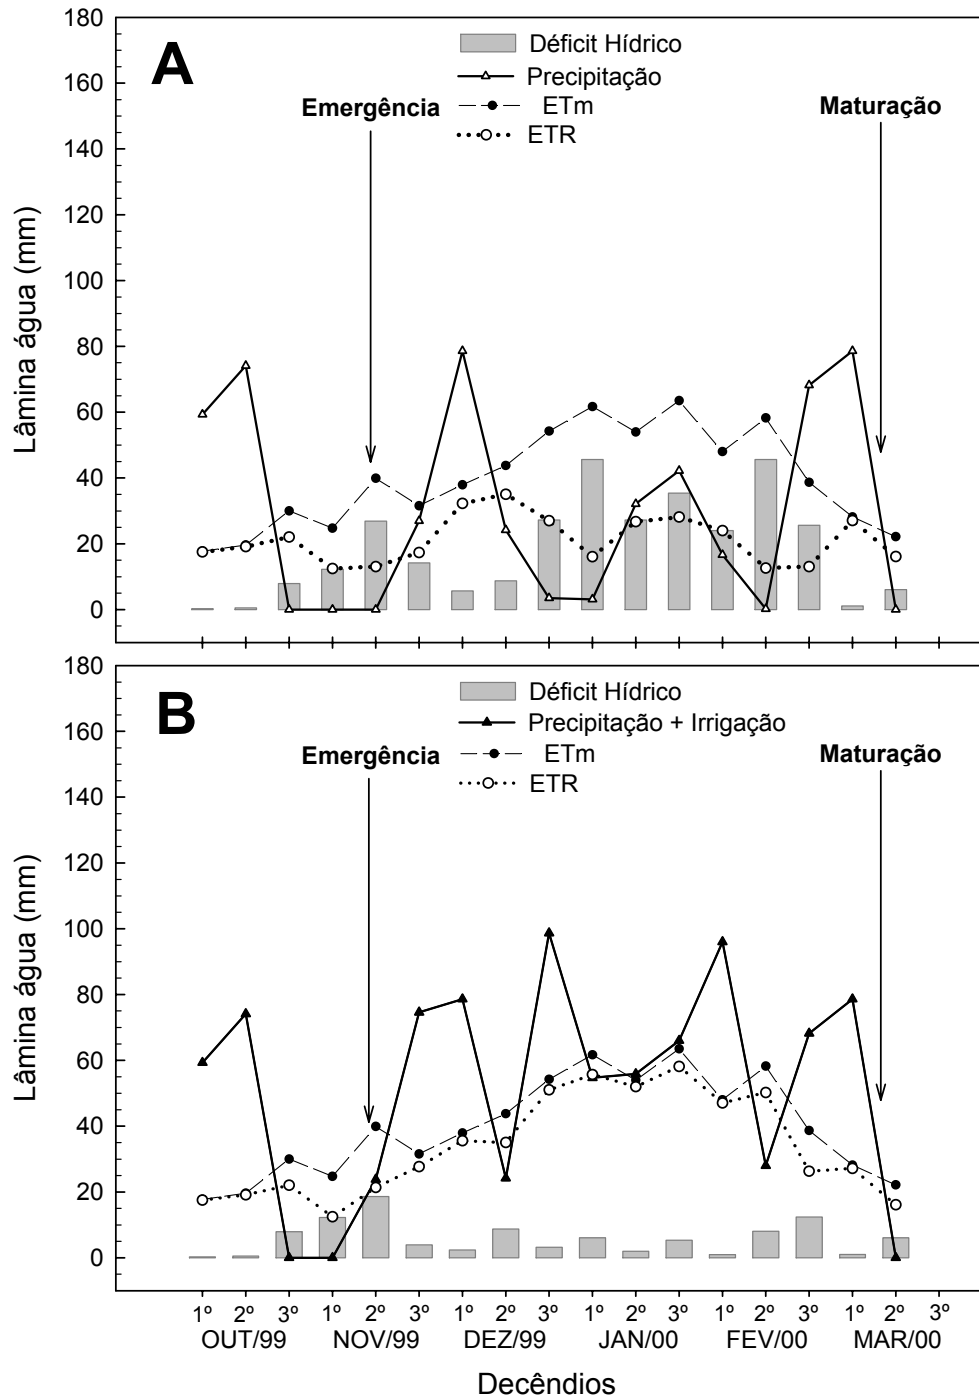 A
Déficit Hídrico
Precipitação
ETm
ETR
Emergência
Maturação
Lâmina água (mm)
180
160
140
120
100
80
60
40
20
0
B
Déficit Hídrico
Precipitação + Irrigação
ETm
ETR
Emergência
Maturação
Lâmina água (mm)
180
160
140
120
100
80
60
40
20
0
1º 2º 3º 1º 2º 3º 1º 2º 3º 1º 2º 3º 1º 2º 3º 1º 2º 3º
OUT/99 NOV/99 DEZ/99 JAN/00 FEV/00 MAR/00
Decêndios